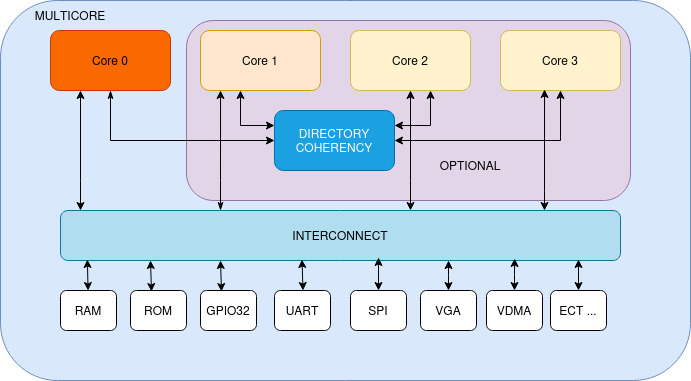 MULTICORE
Core 0
Core 1
Core 2
Core 3
DIRECTORY
COHERENCY
OPTIONAL
INTERCONNECT
RAM
ROM
GPIO32
UART
SPI
VGA
VDMA
ECT ...